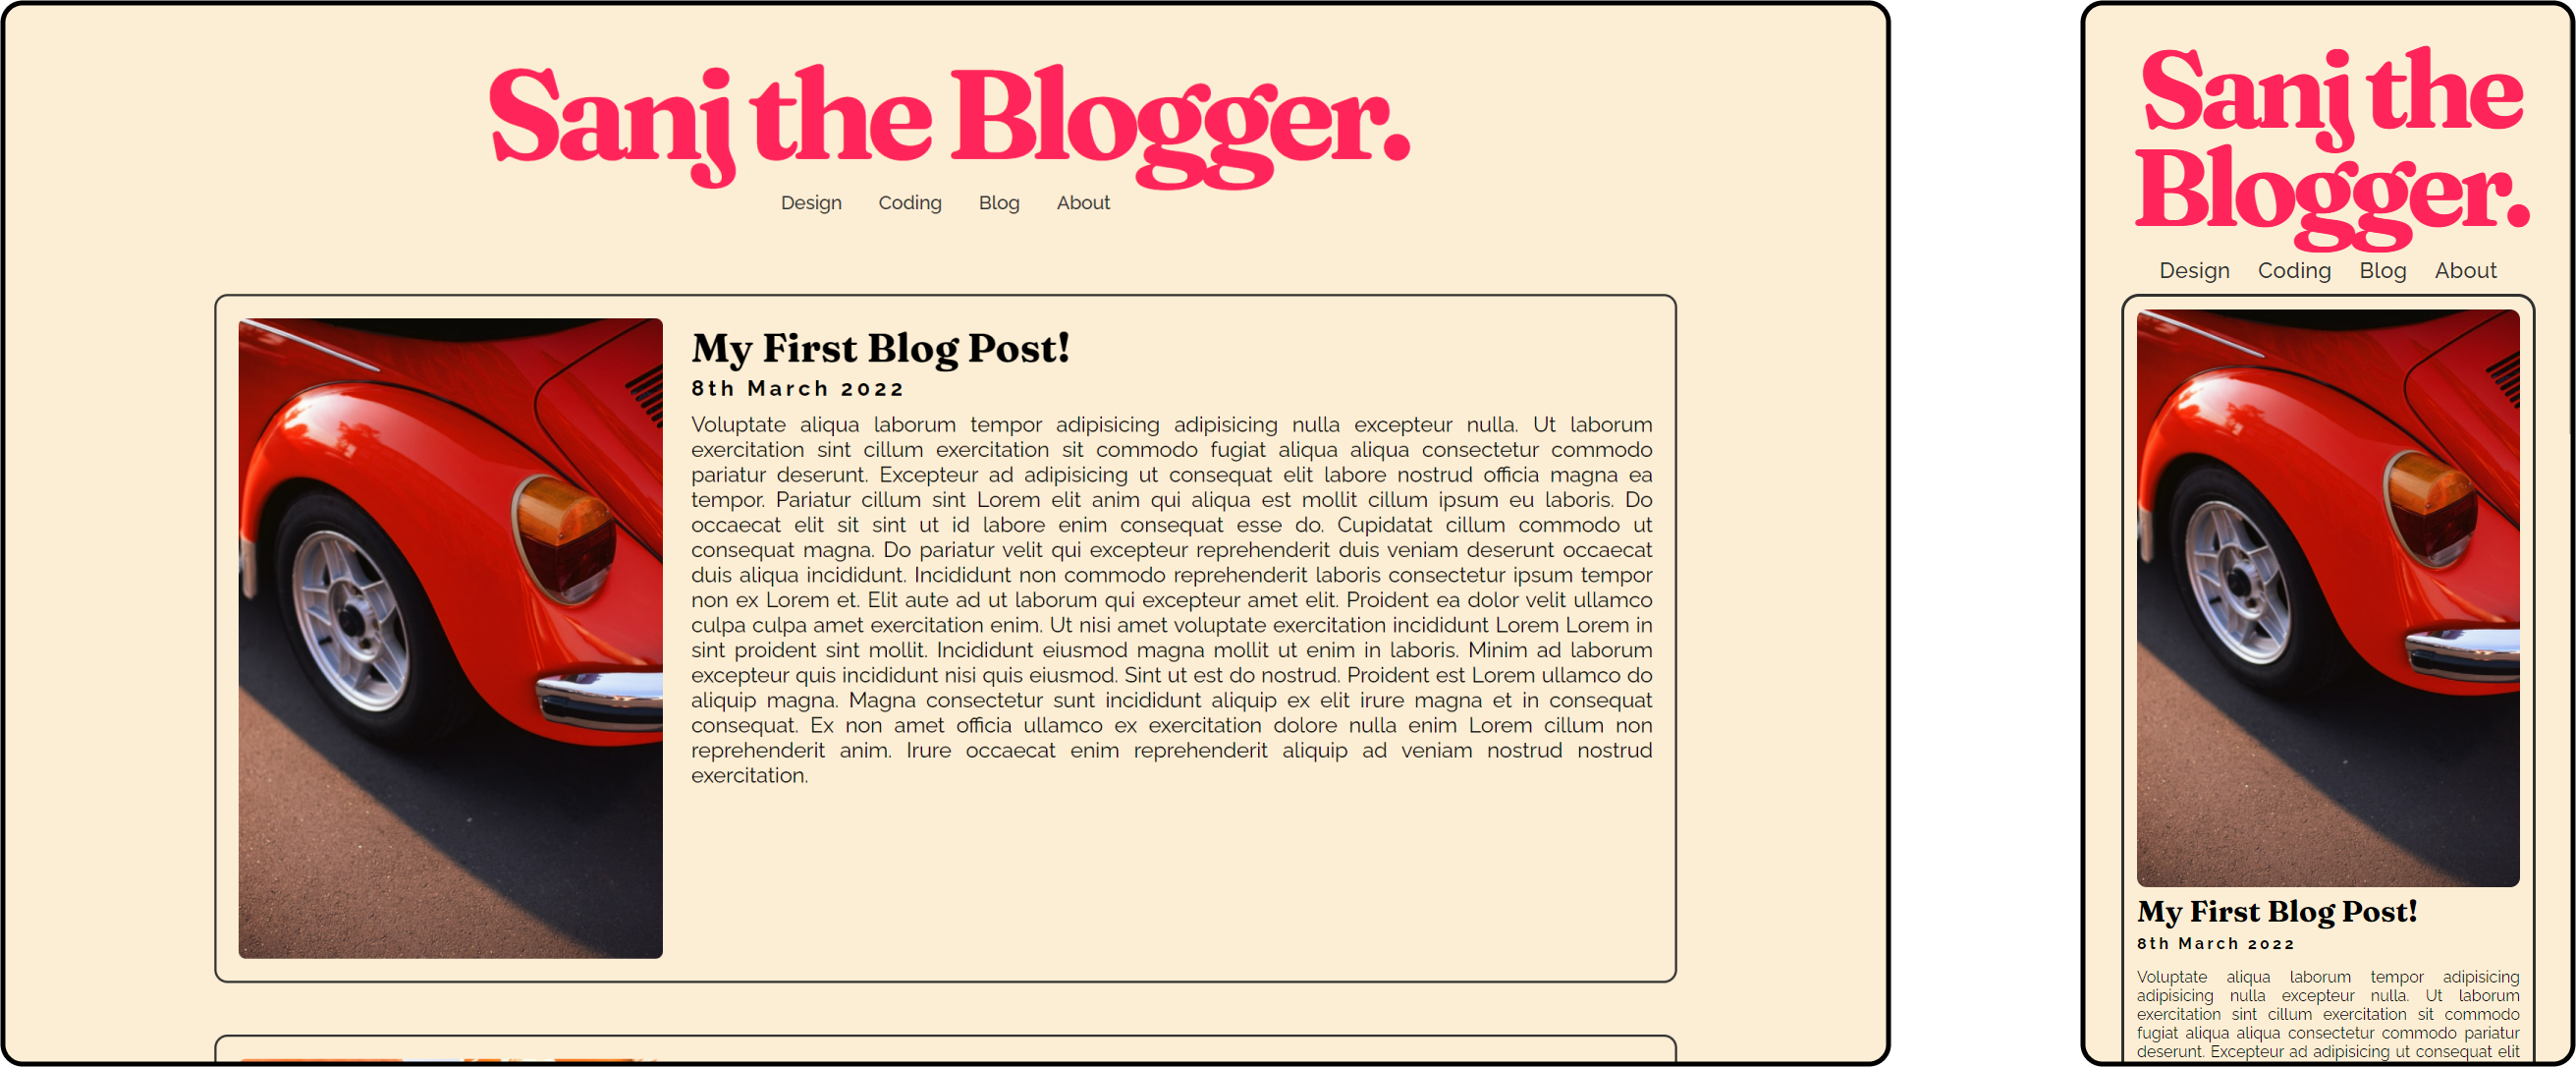 Sanj the Blogger.
Design Coding Blog About
My First Blog Post!
8th March 2022
Voluptate aliqua laborum tempor adipisicing adipisicing nulla excepteur nulla. Ut laborum
exercitation sint cillum exercitation sit commodo fugiat aliqua aliqua consectetur commodo
pariatur deserunt. Excepteur ad adipisicing ut consequat elit labore nostrud officia magna ea
tempor. Pariatur cillum sint Lorem elit anim qui aliqua est mollit cillum ipsum eu laboris. Do
occaecat elit sit sint ut id labore enim consequat esse do. Cupidatat cillum commodo ut
consequat magna. Do pariatur velit qui excepteur reprehenderit duis veniam deserunt occaecat
duis aliqua incididunt. Incididunt non commodo reprehenderit laboris consectetur ipsum tempor
non ex Lorem et. Elit aute ad ut laborum qui excepteur amet elit. Proident ea dolor velit ullamco
culpa culpa amet exercitation enim. Ut nisi amet voluptate exercitation incididunt Lorem Lorem in
sint proident sint mollit. Incididunt eiusmod magna mollit ut enim in laboris. Minim ad laborum
excepteur quis incididunt nisi quis eiusmod. Sint ut est do nostrud. Proident est Lorem ullamco do
aliquip magna. Magna consectetur sunt incididunt aliquip ex elit irure magna et in consequat
consequat. Ex non amet officia ullamco ex exercitation dolore nulla enim Lorem cillum non
reprehenderit anim. Irure occaecat enim reprehenderit aliquip ad veniam nostrud nostrud
exercitation.
Sanj the
Blogger.
Design Coding Blog About
My First Blog Post!
8th March 2022
Voluptate aliqua laborum tempor adipisicing
adipisicing nulla excepteur nulla. Ut laborum
exercitation sint cillum exercitation sit commodo
fugiat aliqua aliqua consectetur commodo pariatur
deserunt. Excepteur ad adipisicing ut consequat elit